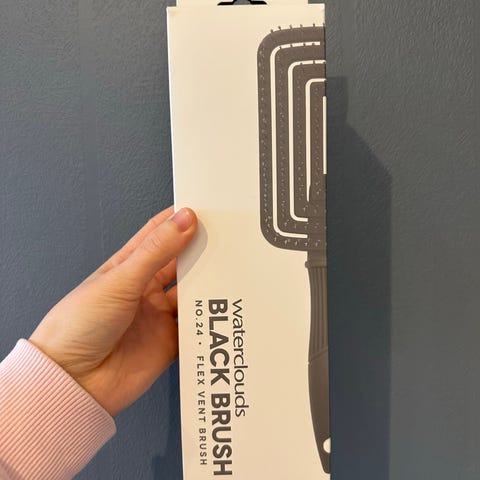 waterclouds
BLACK BRUSH
NO.24 • FLEX VENT BRUSH